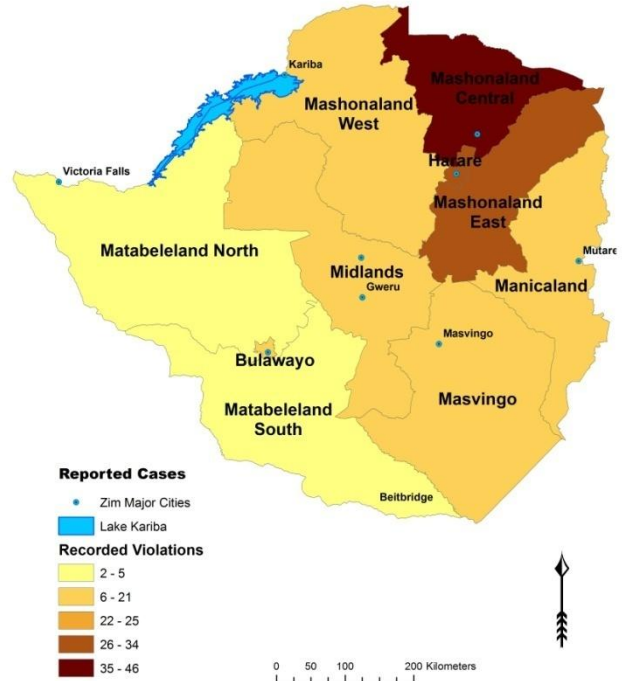 Kariba
Mashonaland
Central
Mashonaland
West
Harare
Victoria Falls
Mashonaland
East
Matabeleland North
Mutare
Midlands
Manicaland
Gweru
Masvingo
Bulawayo
Masvingo
Matabeleland
South
Beitbridge
Reported Cases
Zim Major Cities
Lake Kariba
Recorded Violations
2 - 5
6 - 21
22 - 25
26 - 34
35 - 46
0 50 100 200 Kilometers